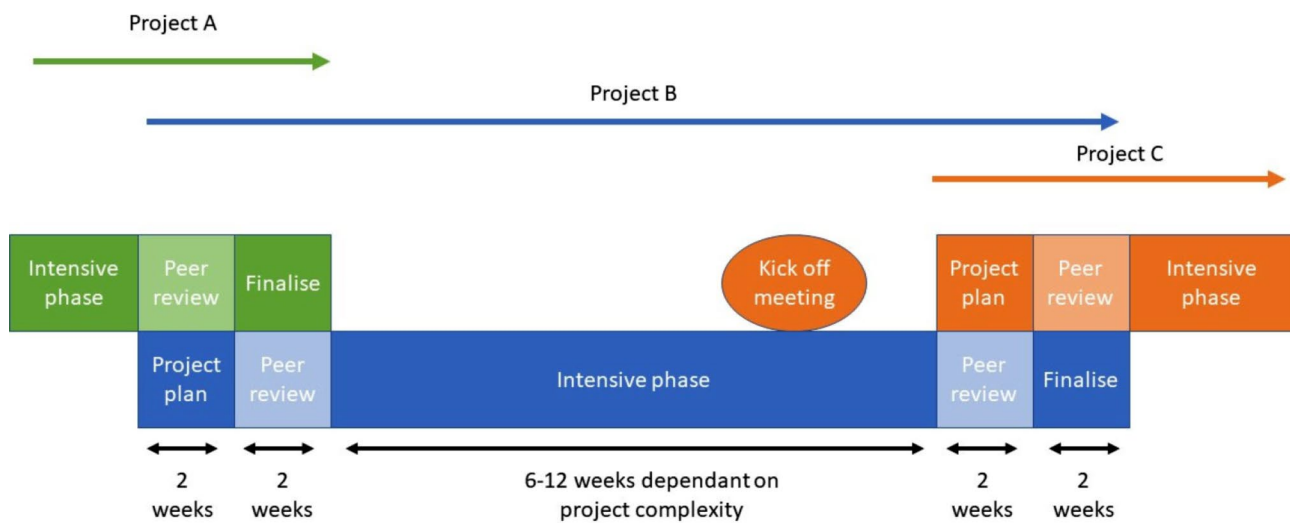 Project A
Project B
Project C
Intensive
phase
Peer
review
Finalise
Kick off
meeting
Project
plan
Peer
review
Intensive
phase
Project
plan
Peer
review
Intensive phase
Peer
review
Finalise
2
weeks
2
weeks
6-12 weeks dependant on
project complexity
2
weeks
2
weeks